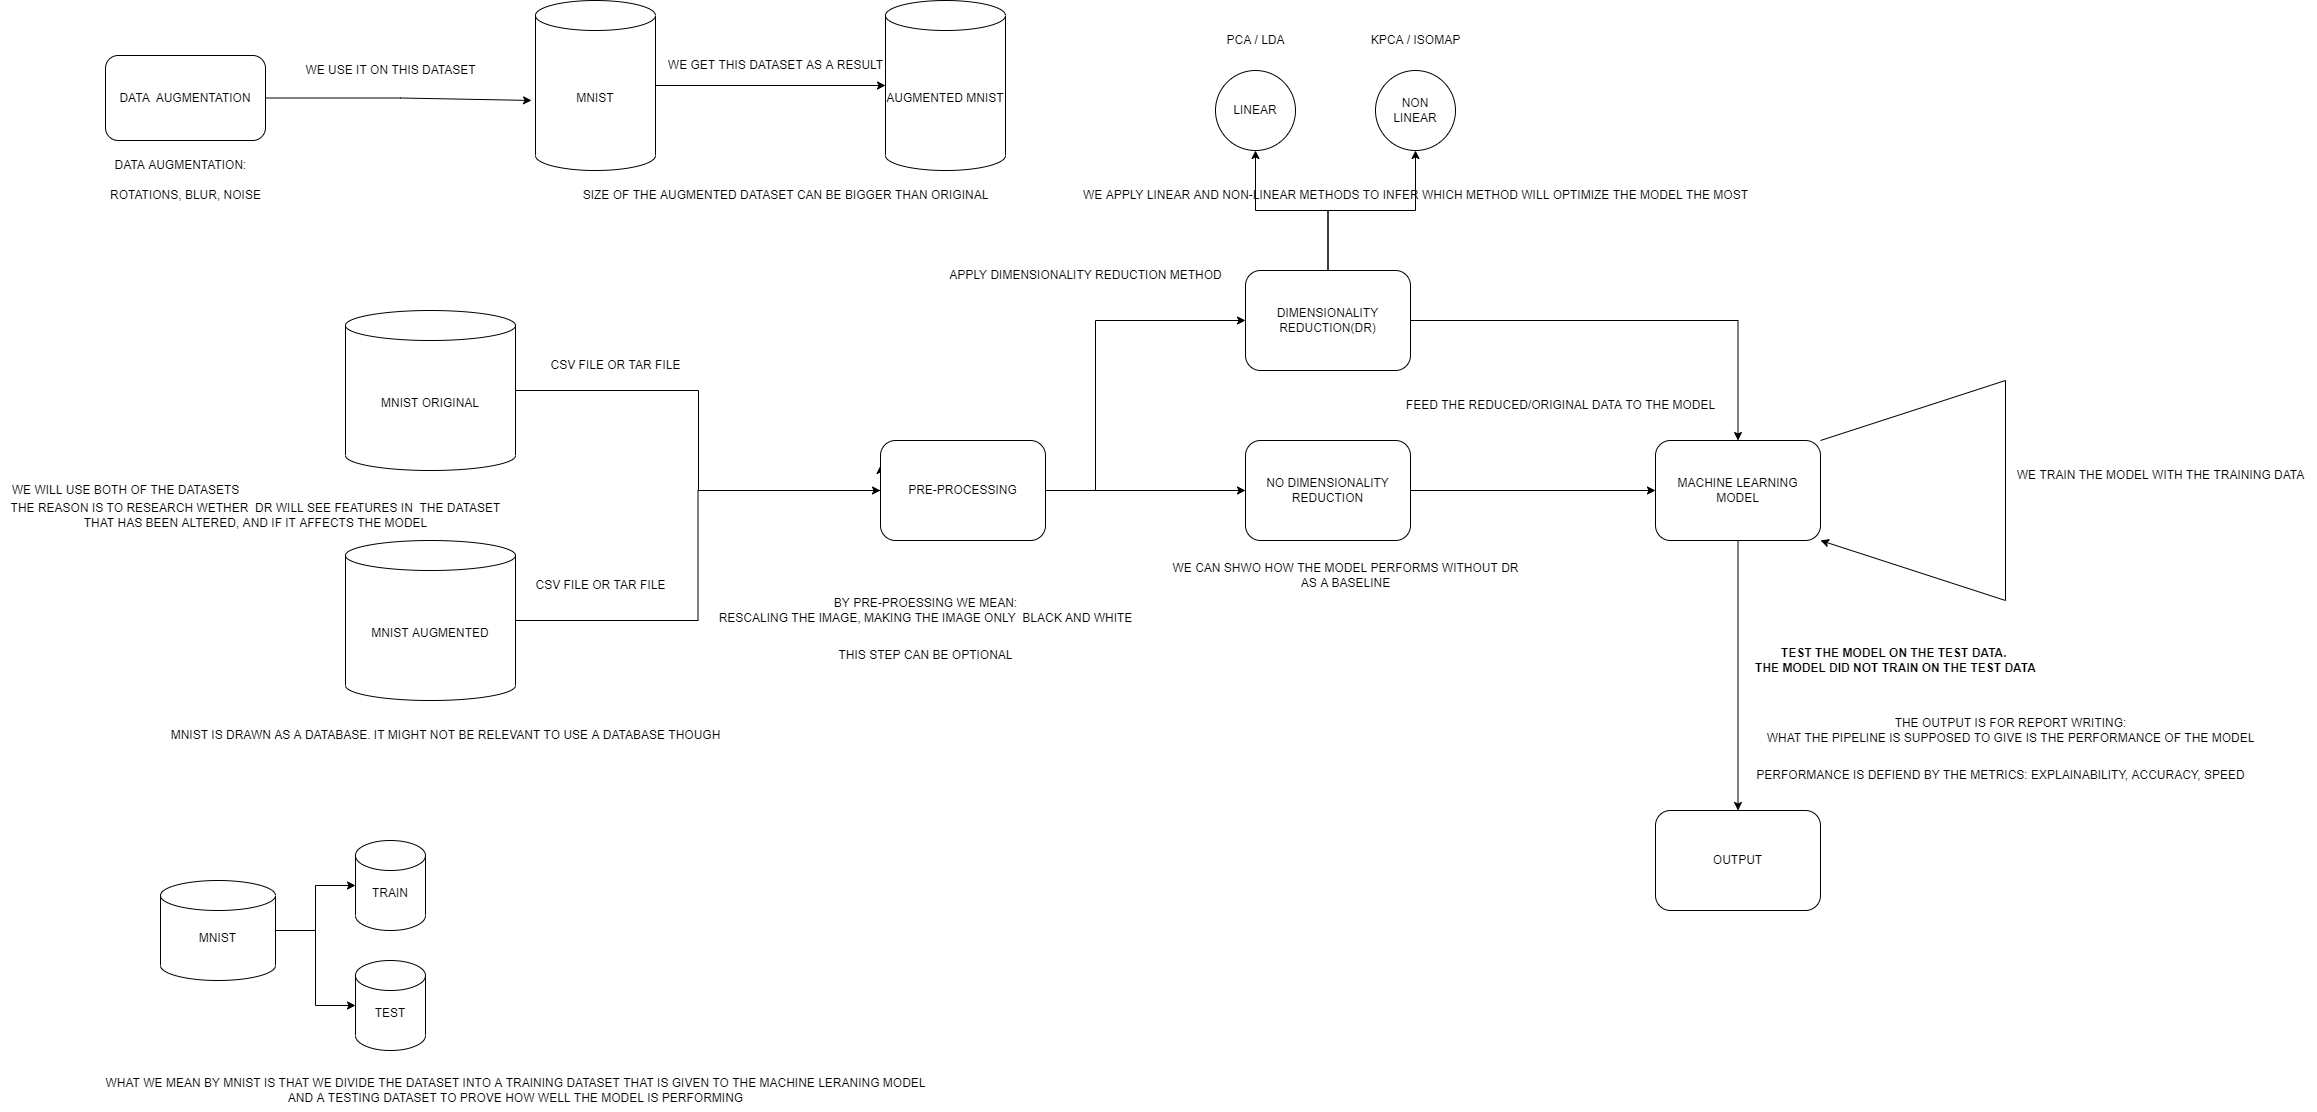 PCA / LDA
KPCA / ISOMAP
DATA AUGMENTATION
WE USE IT ON THIS DATASET
MNIST
WE GET THIS DATASET AS A RESULT
AUGMENTED MNIST
LINEAR
NON
LINEAR
DATA AUGMENTATION:
ROTATIONS, BLUR, NOISE
SIZE OF THE AUGMENTED DATASET CAN BE BIGGER THAN ORIGINAL
WE APPLY LINEAR AND NON-LINEAR METHODS TO INFER WHICH METHOD WILL OPTIMIZE THE MODEL THE MOST
APPLY DIMENSIONALITY REDUCTION METHOD
DIMENSIONALITY
REDUCTION(DR)
CSV FILE OR TAR FILE
MNIST ORIGINAL
FEED THE REDUCED/ORIGINAL DATA TO THE MODEL
WE WILL USE BOTH OF THE DATASETS
THE REASON IS TO RESEARCH WETHER DR WILL SEE FEATURES IN THE DATASET
THAT HAS BEEN ALTERED, AND IF IT AFFECTS THE MODEL
PRE-PROCESSING
NO DIMENSIONALITY
REDUCTION
MACHINE LEARNING
MODEL
WE TRAIN THE MODEL WITH THE TRAINING DATA
CSV FILE OR TAR FILE
MNIST AUGMENTED
WE CAN SHWO HOW THE MODEL PERFORMS WITHOUT DR
AS A BASELINE
BY PRE-PROESSING WE MEAN:
RESCALING THE IMAGE, MAKING THE IMAGE ONLY BLACK AND WHITE
THIS STEP CAN BE OPTIONAL
TEST THE MODEL ON THE TEST DATA.
THE MODEL DID NOT TRAIN ON THE TEST DATA
MNIST IS DRAWN AS A DATABASE. IT MIGHT NOT BE RELEVANT TO USE A DATABASE THOUGH
THE OUTPUT IS FOR REPORT WRITING:
WHAT THE PIPELINE IS SUPPOSED TO GIVE IS THE PERFORMANCE OF THE MODEL
PERFORMANCE IS DEFIEND BY THE METRICS: EXPLAINABILITY, ACCURACY, SPEED
OUTPUT
MNIST
TRAIN
TEST
WHAT WE MEAN BY MNIST IS THAT WE DIVIDE THE DATASET INTO A TRAINING DATASET THAT IS GIVEN TO THE MACHINE LERANING MODEL
AND A TESTING DATASET TO PROVE HOW WELL THE MODEL IS PERFORMING